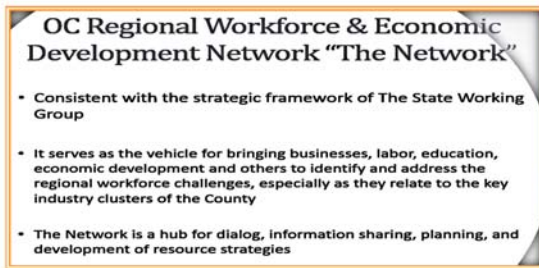 OC Regional Workforce & Economic
Development Network “The Network”
• Consistent with the strategic framework of The State Working
Group
• It serves as the vehicle for bringing businesses, labor, education,
economic development and others to identify and address the
regional workforce challenges, especially as they relate to the key
industry clusters of the County
• The Network is a hub for dialog, information sharing, planning, and
development of resource strategies